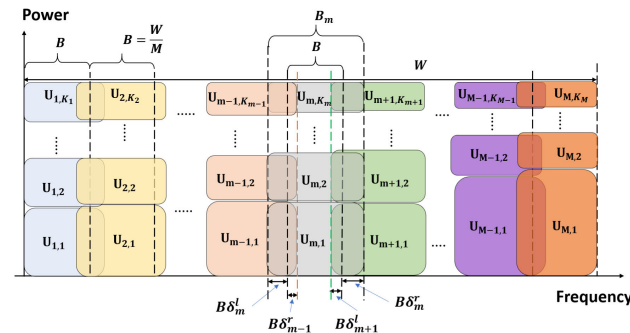 Power
B_m
B
B = W/M
B
W
U_{1,K_1} U_{2,K_2} ..... U_{m−1,K_{m−1}} U_{m,K_m} U_{m+1,K_{m+1}} ..... U_{M−1,K_{M−1}} U_{M,K_M}
U_{1,2} U_{2,2} U_{m−1,2} U_{m,2} U_{m+1,2} U_{M−1,2} U_{M,2}
U_{1,1} U_{2,1} ..... U_{m−1,1} U_{m,1} U_{m+1,1} .... U_{M−1,1} U_{M,1}
Frequency
Bδ_m^l Bδ_{m−1}^r Bδ_{m+1}^l Bδ_m^r